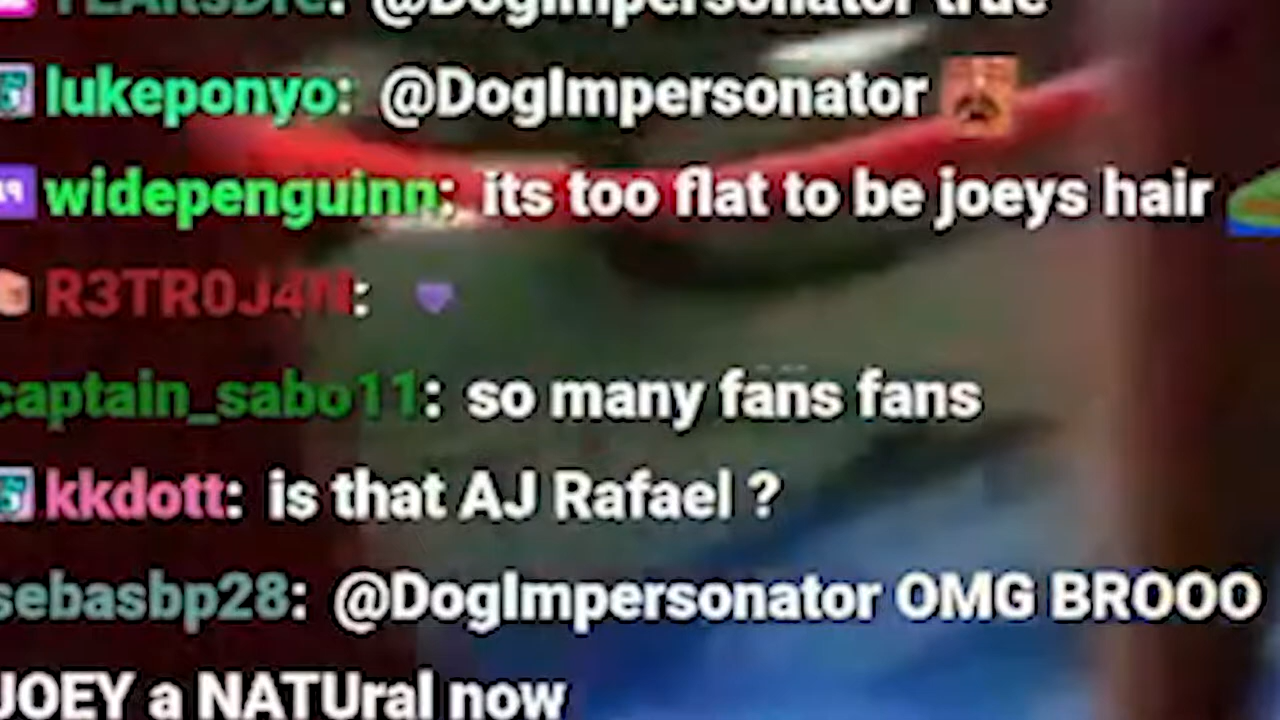 @DogImpersonator true
lukeponyo: @DogImpersonator
widepenguinn: its too flat to be joeys hair
R3TR0J4N:
captain_sabo11: so many fans fans
kkdott: is that AJ Rafael ?
sebasbp28: @DogImpersonator OMG BROOO
JOEY a NATUral now